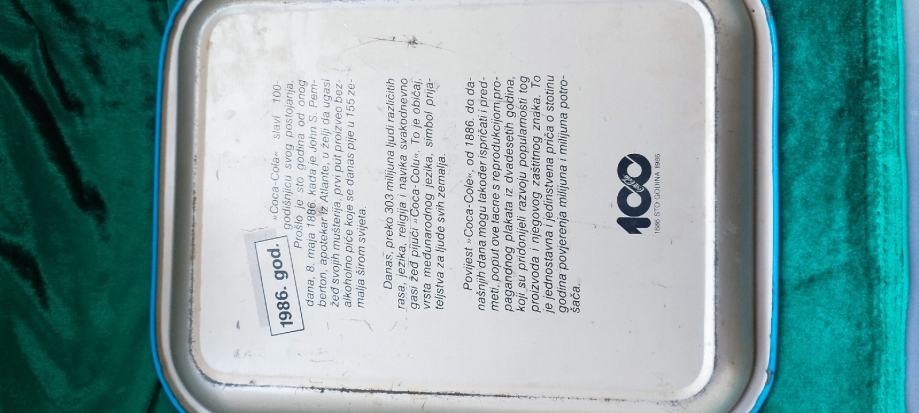 1986. god.
»Coca-Cola« slavi 100-
godišnjicu svog postojanja.
Prošlo je sto godina od onog
dana, 8. maja 1886. kada je John S. Pem-
berton, apotekar iz Atlante, u želji da ugasi
žeđ svojih mušterija, prvi put proizveo bez-
alkoholno piće koje se danas pije u 155 ze-
malja širom svijeta.
Danas, preko 303 milijuna ljudi različitih
rasa, jezika, religija i navika svakodnevno
gasi žeđ pijući »Coca-Colu«. To je običaj,
vrsta međunarodnog jezika, simbol prija-
teljstva za ljude svih zemalja.
Povijest »Coca-Cole«, od 1886. do da-
našnjih dana mogu također ispričati i pred-
meti, poput ove tacne s reprodukcijom pro-
pagandnog plakata iz dvadesetih godina,
koji su pridonijeli razvoju popularnosti tog
proizvoda i njegovog zaštitnog znaka. To
je jednostavna i jedinstvena priča o stotinu
godina povjerenja milijuna i milijuna potro-
šača.
100
1886 STO GODINA 1986